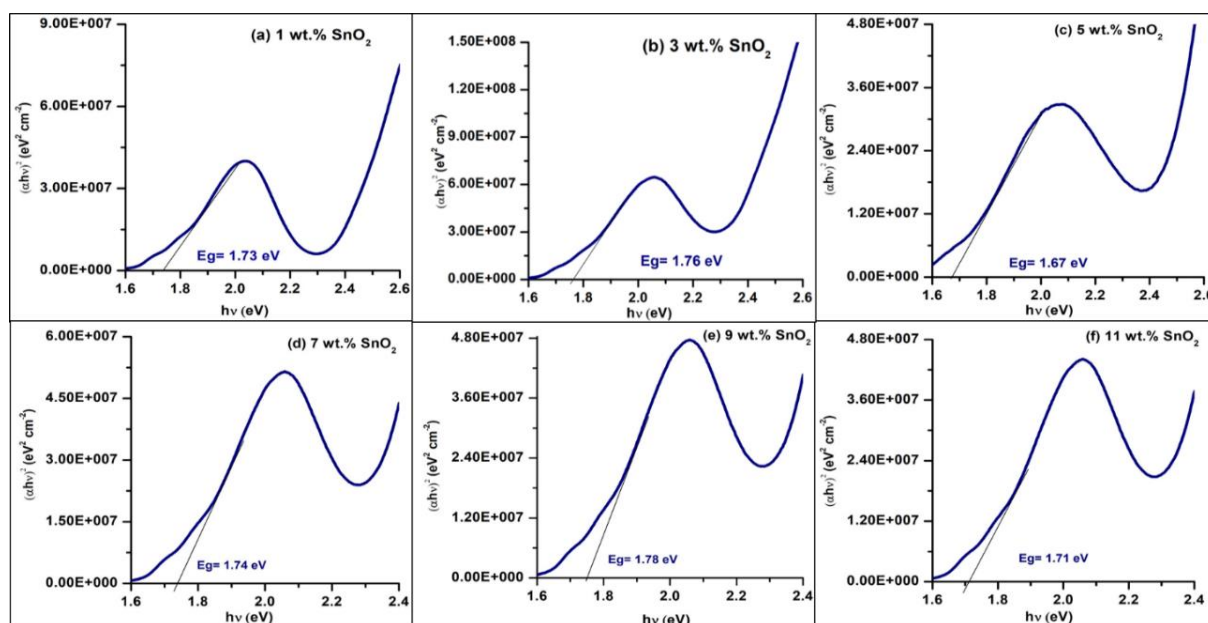 (a) 1 wt.% SnO₂
9.00E+007
6.00E+007
3.00E+007
0.00E+000
(αhν)² (eV² cm⁻²)
Eg= 1.73 eV
1.6 1.8 2.0 2.2 2.4 2.6
hν (eV)
(b) 3 wt.% SnO₂
1.50E+008
1.20E+008
9.00E+007
6.00E+007
3.00E+007
0.00E+000
(αhν)² (eV² cm⁻²)
Eg= 1.76 eV
1.6 1.8 2.0 2.2 2.4 2.6
hν (eV)
(c) 5 wt.% SnO₂
4.80E+007
3.60E+007
2.40E+007
1.20E+007
0.00E+000
(αhν)² (eV² cm⁻²)
Eg= 1.67 eV
1.6 1.8 2.0 2.2 2.4 2.6
hν (eV)
(d) 7 wt.% SnO₂
6.00E+007
4.50E+007
3.00E+007
1.50E+007
0.00E+000
(αhν)² (eV² cm⁻²)
Eg= 1.74 eV
1.6 1.8 2.0 2.2 2.4
hν (eV)
(e) 9 wt.% SnO₂
4.80E+007
3.60E+007
2.40E+007
1.20E+007
0.00E+000
(αhν)² (eV² cm⁻²)
Eg= 1.78 eV
1.6 1.8 2.0 2.2 2.4
hν (eV)
(f) 11 wt.% SnO₂
4.80E+007
3.60E+007
2.40E+007
1.20E+007
0.00E+000
(αhν)² (eV² cm⁻²)
Eg= 1.71 eV
1.6 1.8 2.0 2.2 2.4
hν (eV)